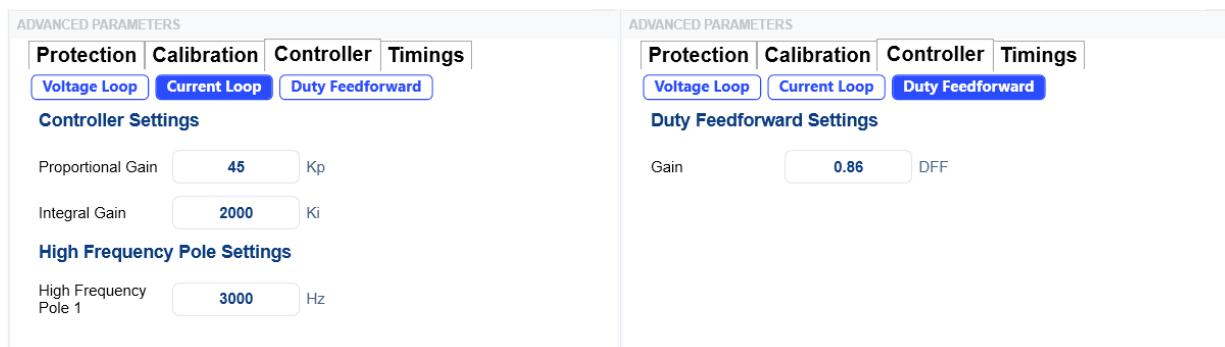 ADVANCED PARAMETERS
Protection Calibration Controller Timings
Voltage Loop Current Loop Duty Feedforward
Controller Settings
Proportional Gain 45 Kp
Integral Gain 2000 Ki
High Frequency Pole Settings
High Frequency
Pole 1
3000 Hz
ADVANCED PARAMETERS
Protection Calibration Controller Timings
Voltage Loop Current Loop Duty Feedforward
Duty Feedforward Settings
Gain 0.86 DFF